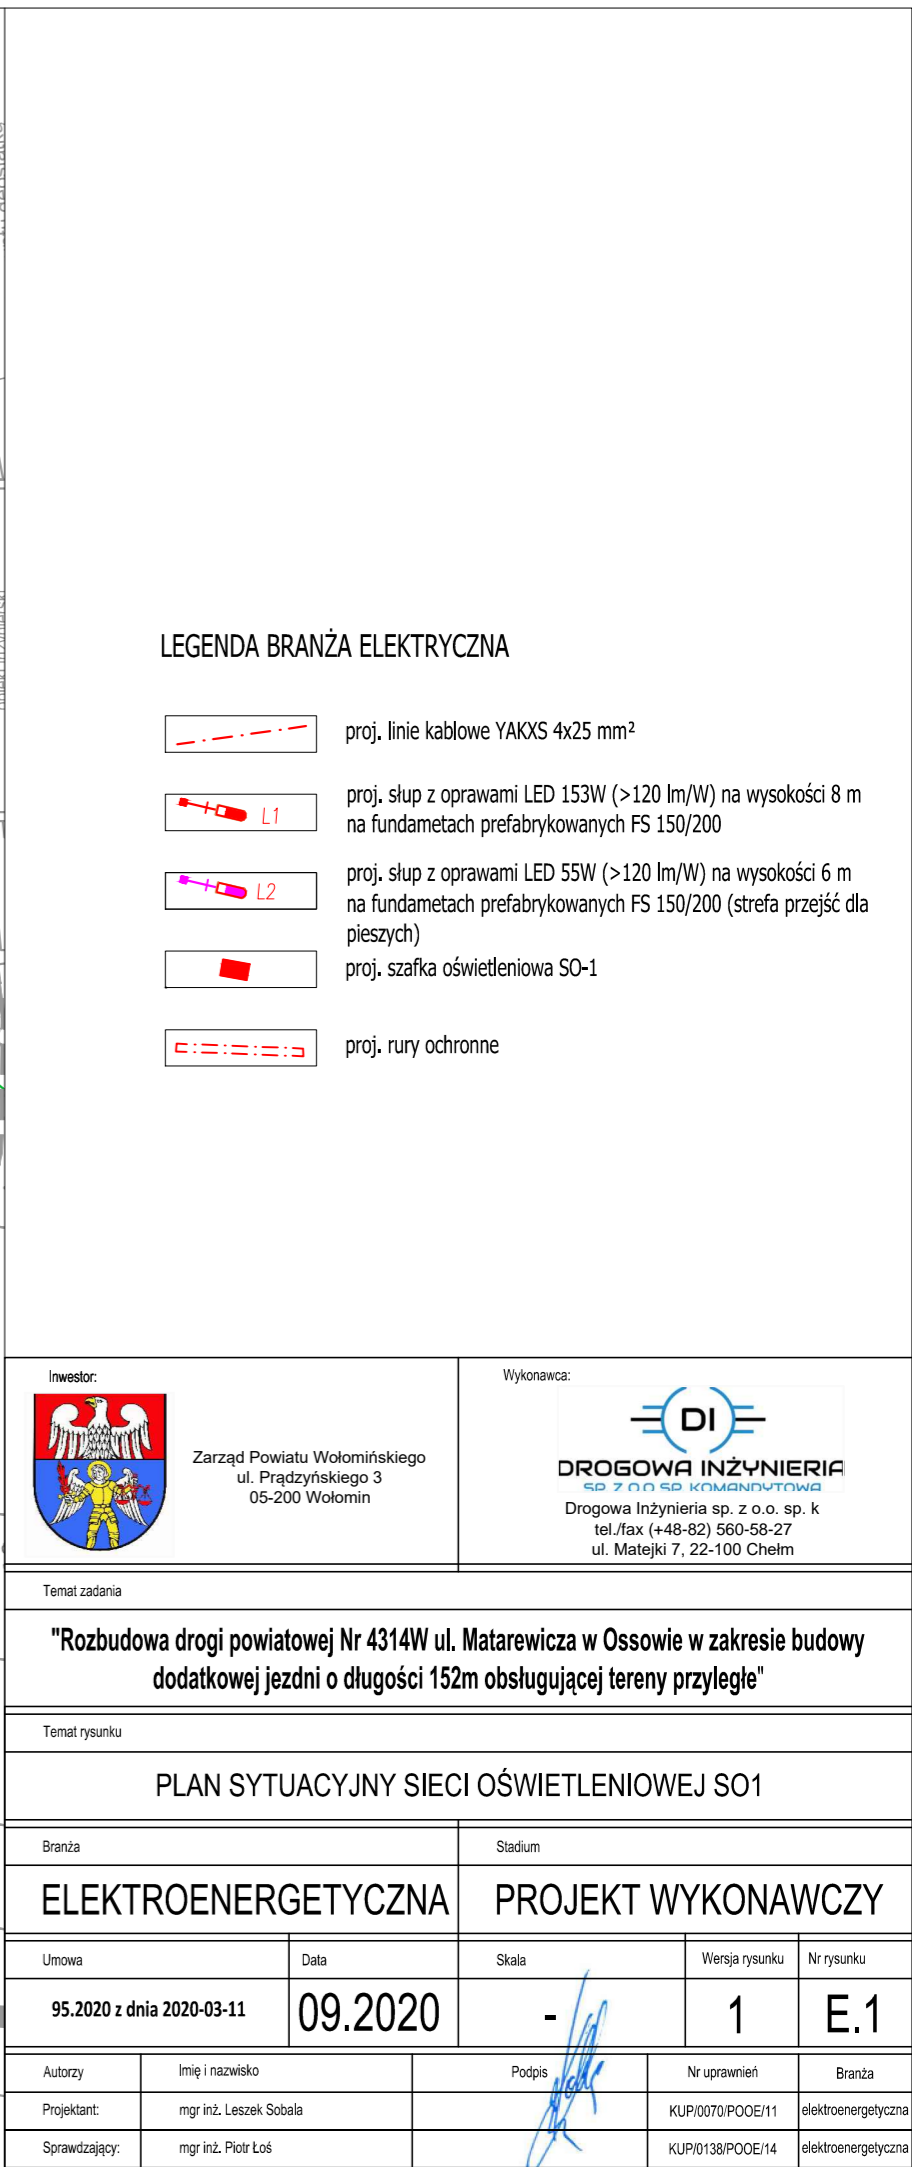 LEGENDA BRANŻA ELEKTRYCZNA
proj. linie kablowe YAKXS 4x25 mm²
L1
proj. słup z oprawami LED 153W (>120 lm/W) na wysokości 8 m
na fundametach prefabrykowanych FS 150/200
L2
proj. słup z oprawami LED 55W (>120 lm/W) na wysokości 6 m
na fundametach prefabrykowanych FS 150/200 (strefa przejść dla
pieszych)
proj. szafka oświetleniowa SO-1
proj. rury ochronne
Inwestor:
Zarząd Powiatu Wołomińskiego
ul. Prądzyńskiego 3
05-200 Wołomin
Wykonawca:
DI
DROGOWA INŻYNIERIA
SP. Z O.O SP. KOMANDYTOWA
Drogowa Inżynieria sp. z o.o. sp. k
tel./fax (+48-82) 560-58-27
ul. Matejki 7, 22-100 Chełm
Temat zadania
"Rozbudowa drogi powiatowej Nr 4314W ul. Matarewicza w Ossowie w zakresie budowy
dodatkowej jezdni o długości 152m obsługującej tereny przyległe"
Temat rysunku
PLAN SYTUACYJNY SIECI OŚWIETLENIOWEJ SO1
Branża
Stadium
ELEKTROENERGETYCZNA
PROJEKT WYKONAWCZY
Umowa
Data
Skala
Wersja rysunku
Nr rysunku
95.2020 z dnia 2020-03-11
09.2020
-
1
E.1
Autorzy
Imię i nazwisko
Podpis
Nr uprawnień
Branża
Projektant:
mgr inż. Leszek Sobala
KUP/0070/POOE/11
elektroenergetyczna
Sprawdzający:
mgr inż. Piotr Łoś
KUP/0138/POOE/14
elektroenergetyczna